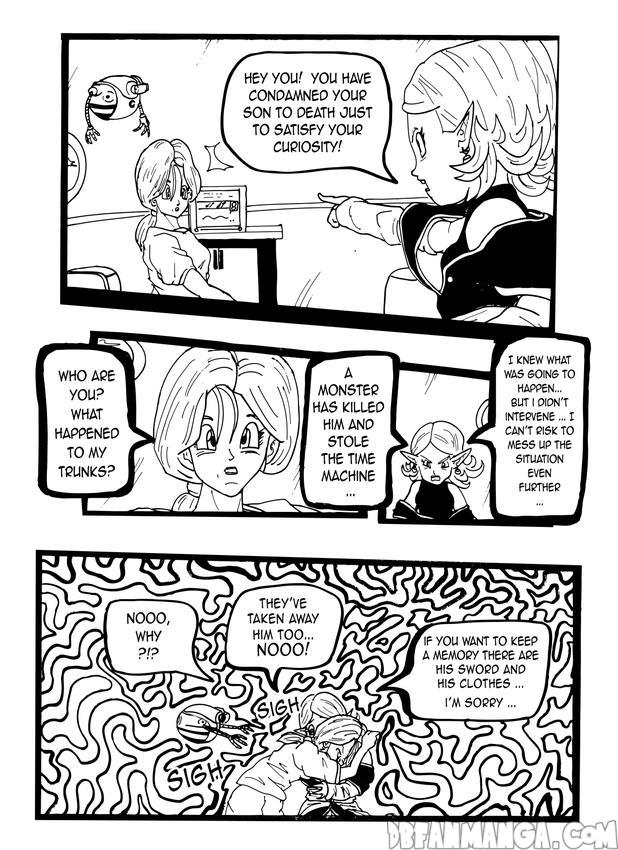 HEY YOU! YOU HAVE
CONDAMNED YOUR
SON TO DEATH JUST
TO SATISFY YOUR
CURIOSITY!
WHO ARE
YOU?
WHAT
HAPPENED
TO MY
TRUNKS?
A
MONSTER
HAS KILLED
HIM AND
STOLE
THE TIME
MACHINE
...
I KNEW WHAT
WAS GOING TO
HAPPEN...
BUT I DIDN'T
INTERVENE ... I
CAN'T RISK TO
MESS UP THE
SITUATION
EVEN
FURTHER
...
NOOO,
WHY
?!?
THEY'VE
TAKEN AWAY
HIM TOO...
NOOO!
IF YOU WANT TO KEEP
A MEMORY THERE ARE
HIS SWORD AND
HIS CLOTHES ...
I'M SORRY ...
SIGH
SIGH
DBFANMANGA.COM